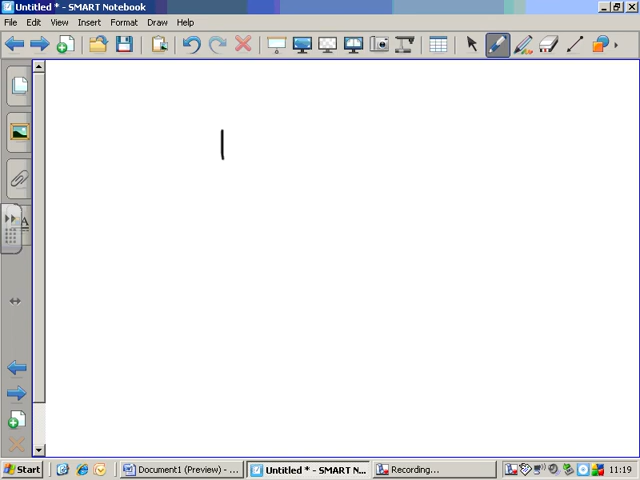 Untitled * - SMART Notebook
File Edit View Insert Format Draw Help
A
Start Document1 (Preview) - ... Untitled * - SMART N... Recording... 11:19